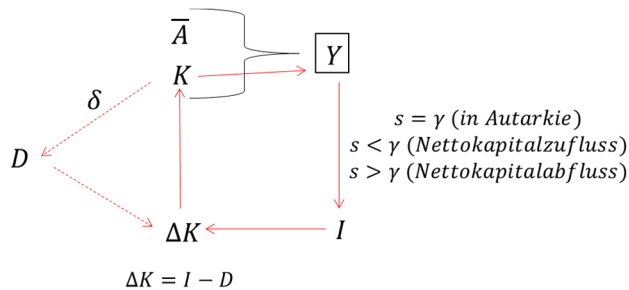 A̅
Y
K
δ
s = γ (in Autarkie)
s < γ (Nettokapitalzufluss)
s > γ (Nettokapitalabfluss)
D
ΔK
I
ΔK = I − D